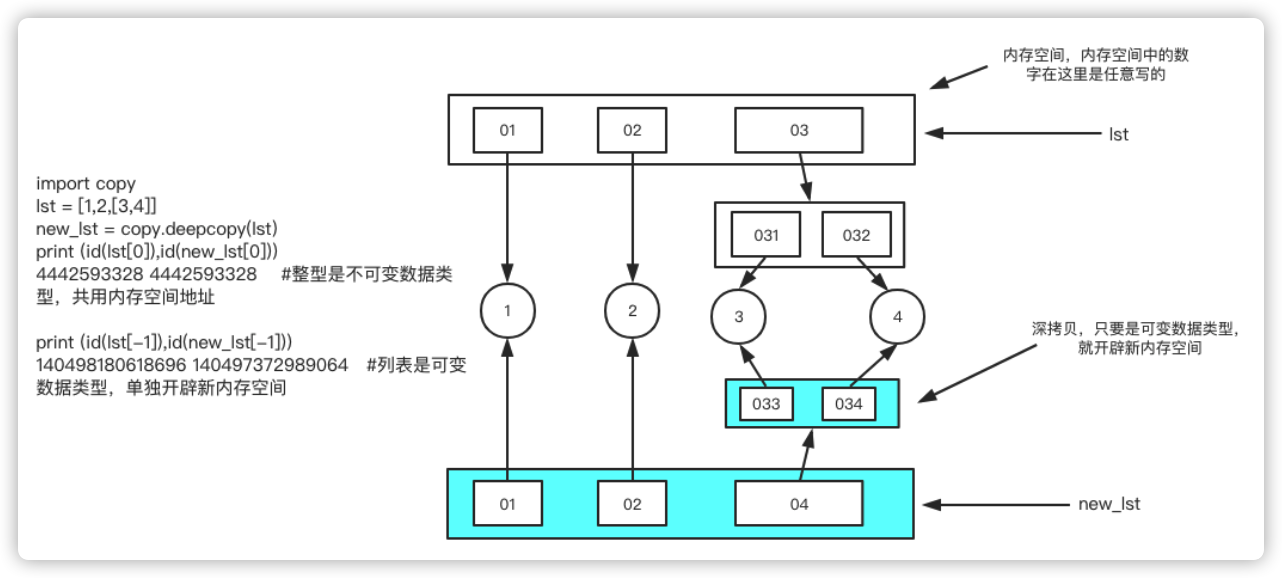 内存空间，内存空间中的数
字在这里是任意写的
01
02
03
lst
import copy
lst = [1,2,[3,4]]
new_lst = copy.deepcopy(lst)
print (id(lst[0]),id(new_lst[0]))
4442593328 4442593328 #整型是不可变数据类
型，共用内存空间地址
print (id(lst[-1]),id(new_lst[-1]))
140498180618696 140497372989064 #列表是可变
数据类型，单独开辟新内存空间
031
032
1
2
3
4
深拷贝，只要是可变数据类型，
就开辟新内存空间
033
034
01
02
04
new_lst